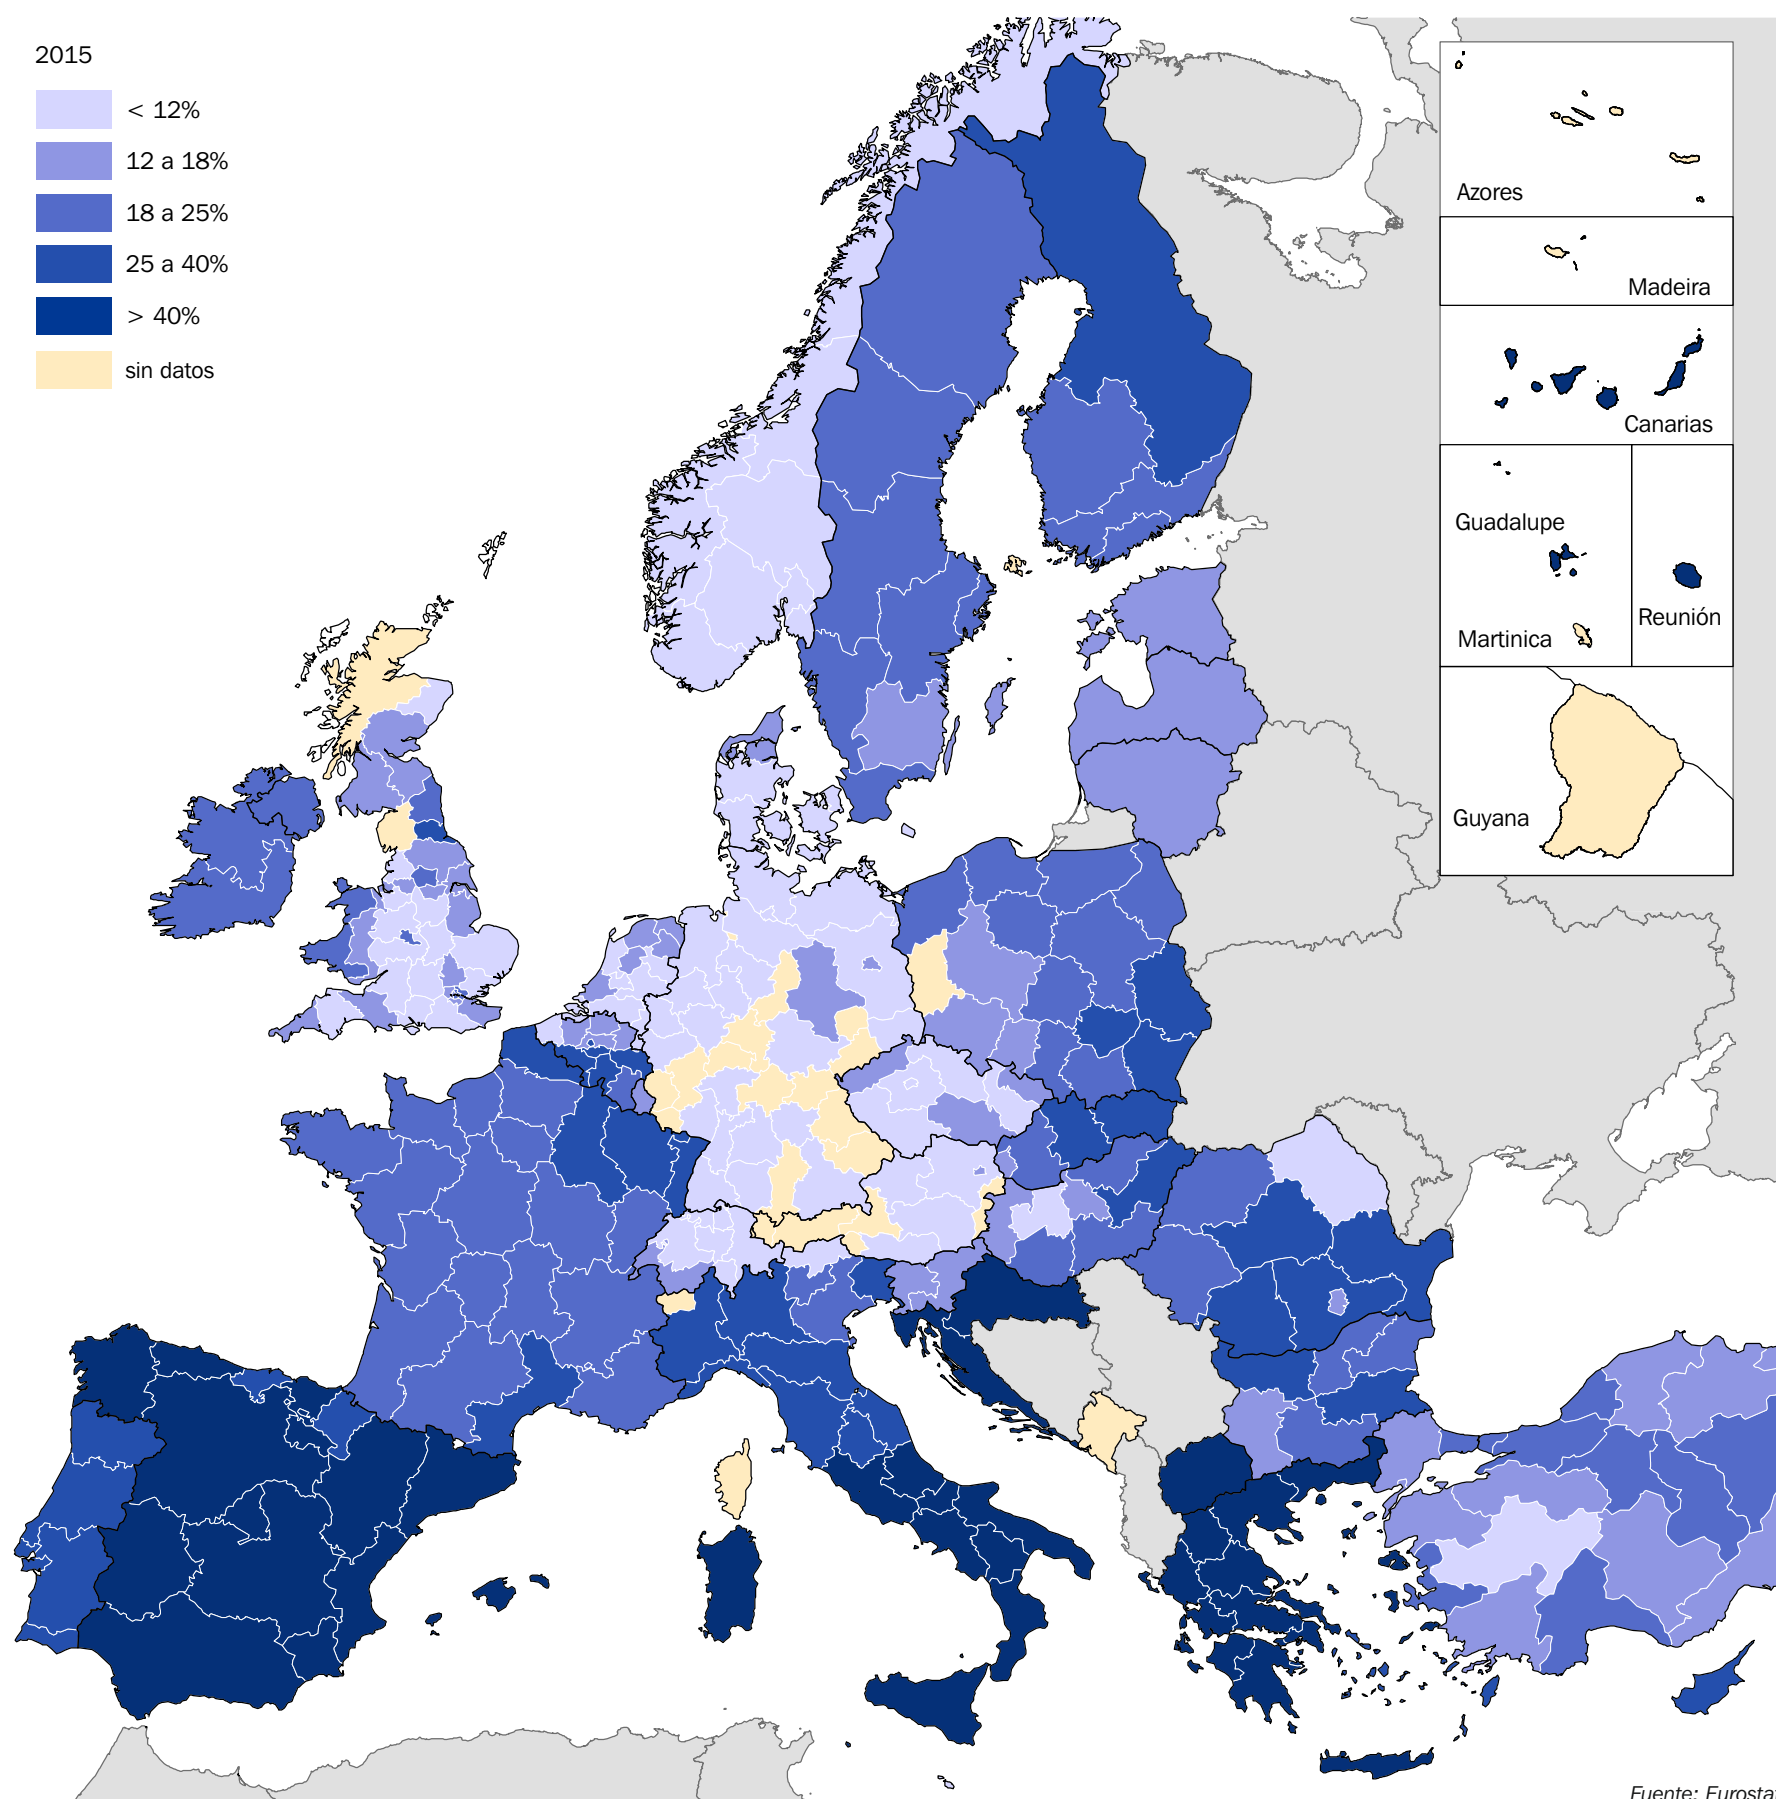 2015
< 12%
12 a 18%
18 a 25%
25 a 40%
> 40%
sin datos
Azores
Madeira
Canarias
Guadalupe
Reunión
Martinica
Guyana
Fuente: Eurostat